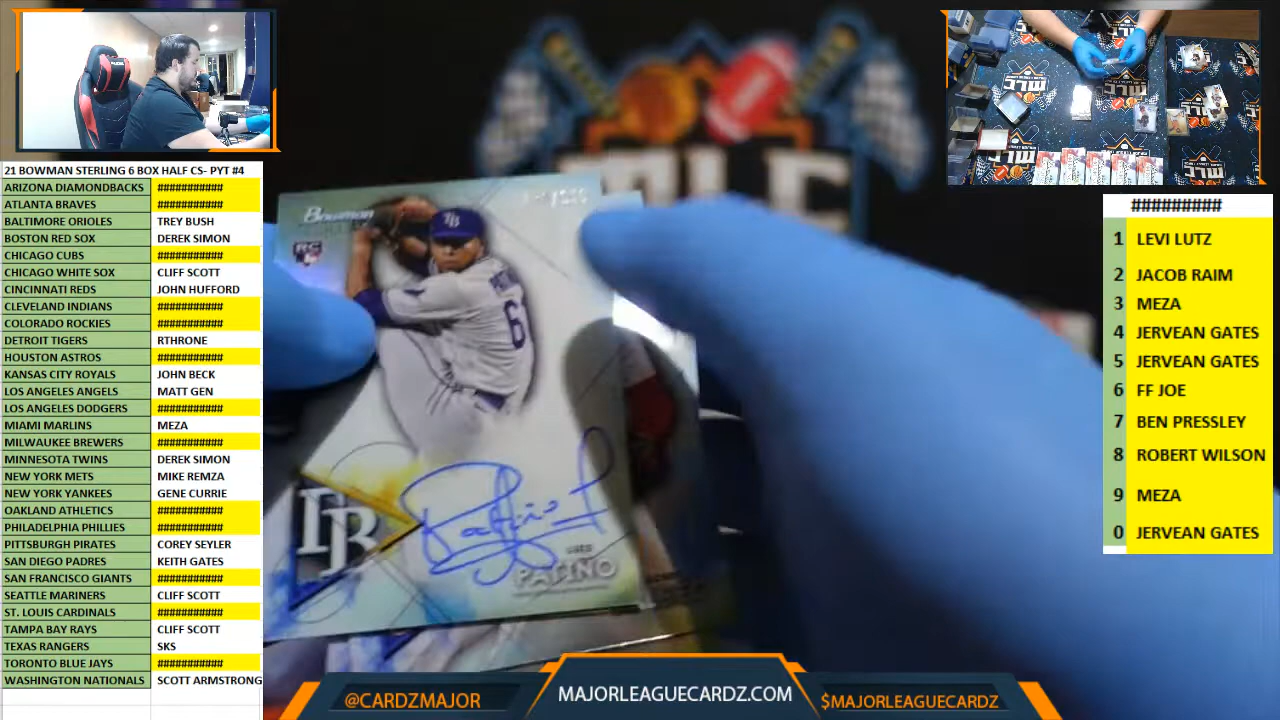 21 BOWMAN STERLING 6 BOX HALF CS- PYT #4
ARIZONA DIAMONDBACKS ###########
ATLANTA BRAVES ###########
BALTIMORE ORIOLES TREY BUSH
BOSTON RED SOX DEREK SIMON
CHICAGO CUBS ###########
CHICAGO WHITE SOX CLIFF SCOTT
CINCINNATI REDS JOHN HUFFORD
CLEVELAND INDIANS ###########
COLORADO ROCKIES ###########
DETROIT TIGERS RTHRONE
HOUSTON ASTROS ###########
KANSAS CITY ROYALS JOHN BECK
LOS ANGELES ANGELS MATT GEN
LOS ANGELES DODGERS ###########
MIAMI MARLINS MEZA
MILWAUKEE BREWERS ###########
MINNESOTA TWINS DEREK SIMON
NEW YORK METS MIKE REMZA
NEW YORK YANKEES GENE CURRIE
OAKLAND ATHLETICS ###########
PHILADELPHIA PHILLIES ###########
PITTSBURGH PIRATES COREY SEYLER
SAN DIEGO PADRES KEITH GATES
SAN FRANCISCO GIANTS ###########
SEATTLE MARINERS CLIFF SCOTT
ST. LOUIS CARDINALS ###########
TAMPA BAY RAYS CLIFF SCOTT
TEXAS RANGERS SKS
TORONTO BLUE JAYS ###########
WASHINGTON NATIONALS SCOTT ARMSTRONG
MLC
Bowman
RC
TB
6
TB
PATIÑO
#########
1 LEVI LUTZ
2 JACOB RAIM
3 MEZA
4 JERVEAN GATES
5 JERVEAN GATES
6 FF JOE
7 BEN PRESSLEY
8 ROBERT WILSON
9 MEZA
0 JERVEAN GATES
@CARDZMAJOR
MAJORLEAGUECARDZ.COM
$MAJORLEAGUECARDZ